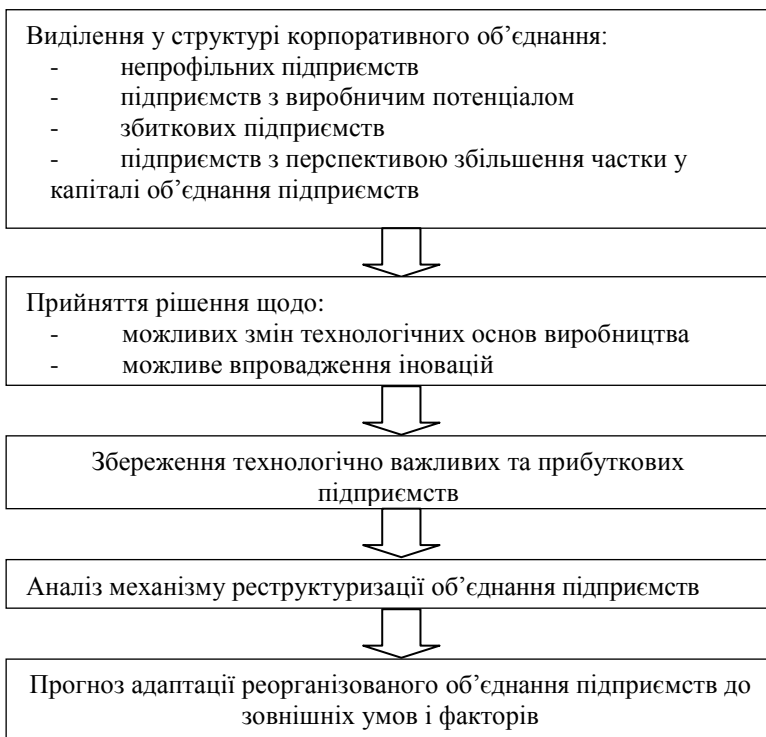 Виділення у структурі корпоративного об’єднання:
- непрофільних підприємств
- підприємств з виробничим потенціалом
- збиткових підприємств
- підприємств з перспективою збільшення частки у
капіталі об’єднання підприємств
Прийняття рішення щодо:
- можливих змін технологічних основ виробництва
- можливе впровадження іновацій
Збереження технологічно важливих та прибуткових
підприємств
Аналіз механізму реструктуризації об’єднання підприємств
Прогноз адаптації реорганізованого об’єднання підприємств до
зовнішніх умов і факторів